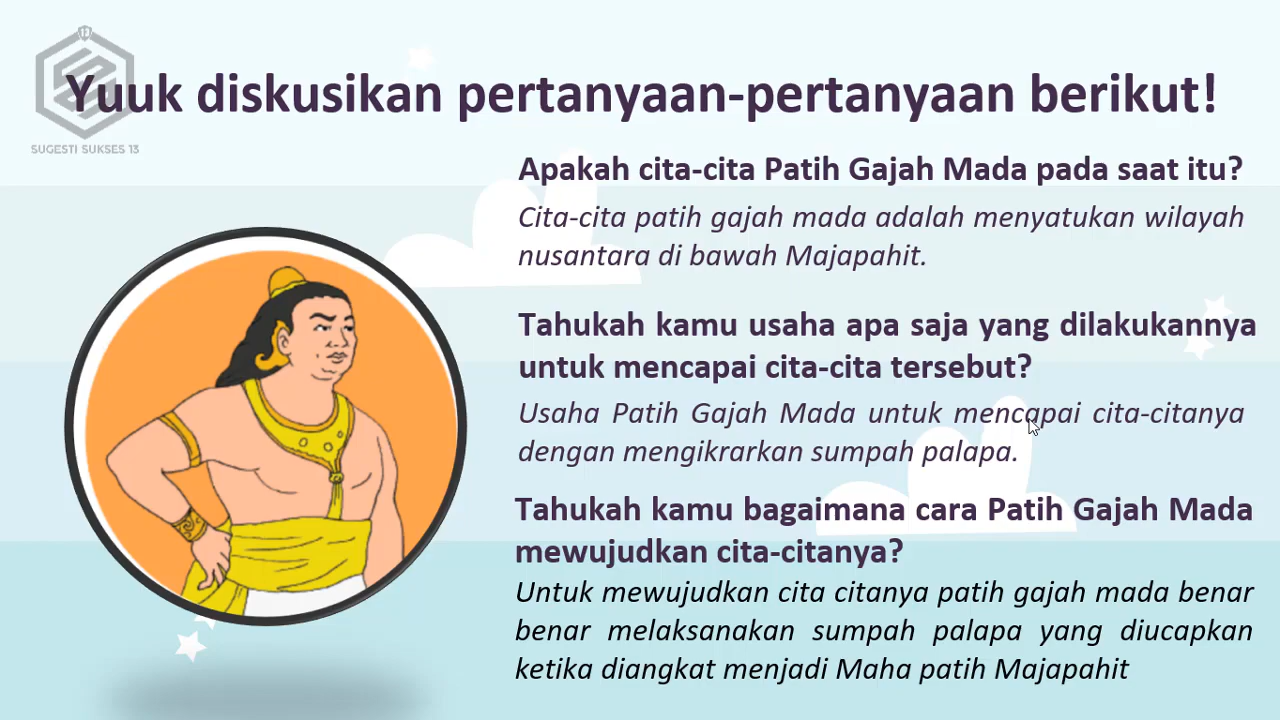 Yuuk diskusikan pertanyaan-pertanyaan berikut!
SUGESTI SUKSES 13
Apakah cita-cita Patih Gajah Mada pada saat itu?
Cita-cita patih gajah mada adalah menyatukan wilayah
nusantara di bawah Majapahit.
Tahukah kamu usaha apa saja yang dilakukannya
untuk mencapai cita-cita tersebut?
Usaha Patih Gajah Mada untuk mencapai cita-citanya
dengan mengikrarkan sumpah palapa.
Tahukah kamu bagaimana cara Patih Gajah Mada
mewujudkan cita-citanya?
Untuk mewujudkan cita citanya patih gajah mada benar
benar melaksanakan sumpah palapa yang diucapkan
ketika diangkat menjadi Maha patih Majapahit